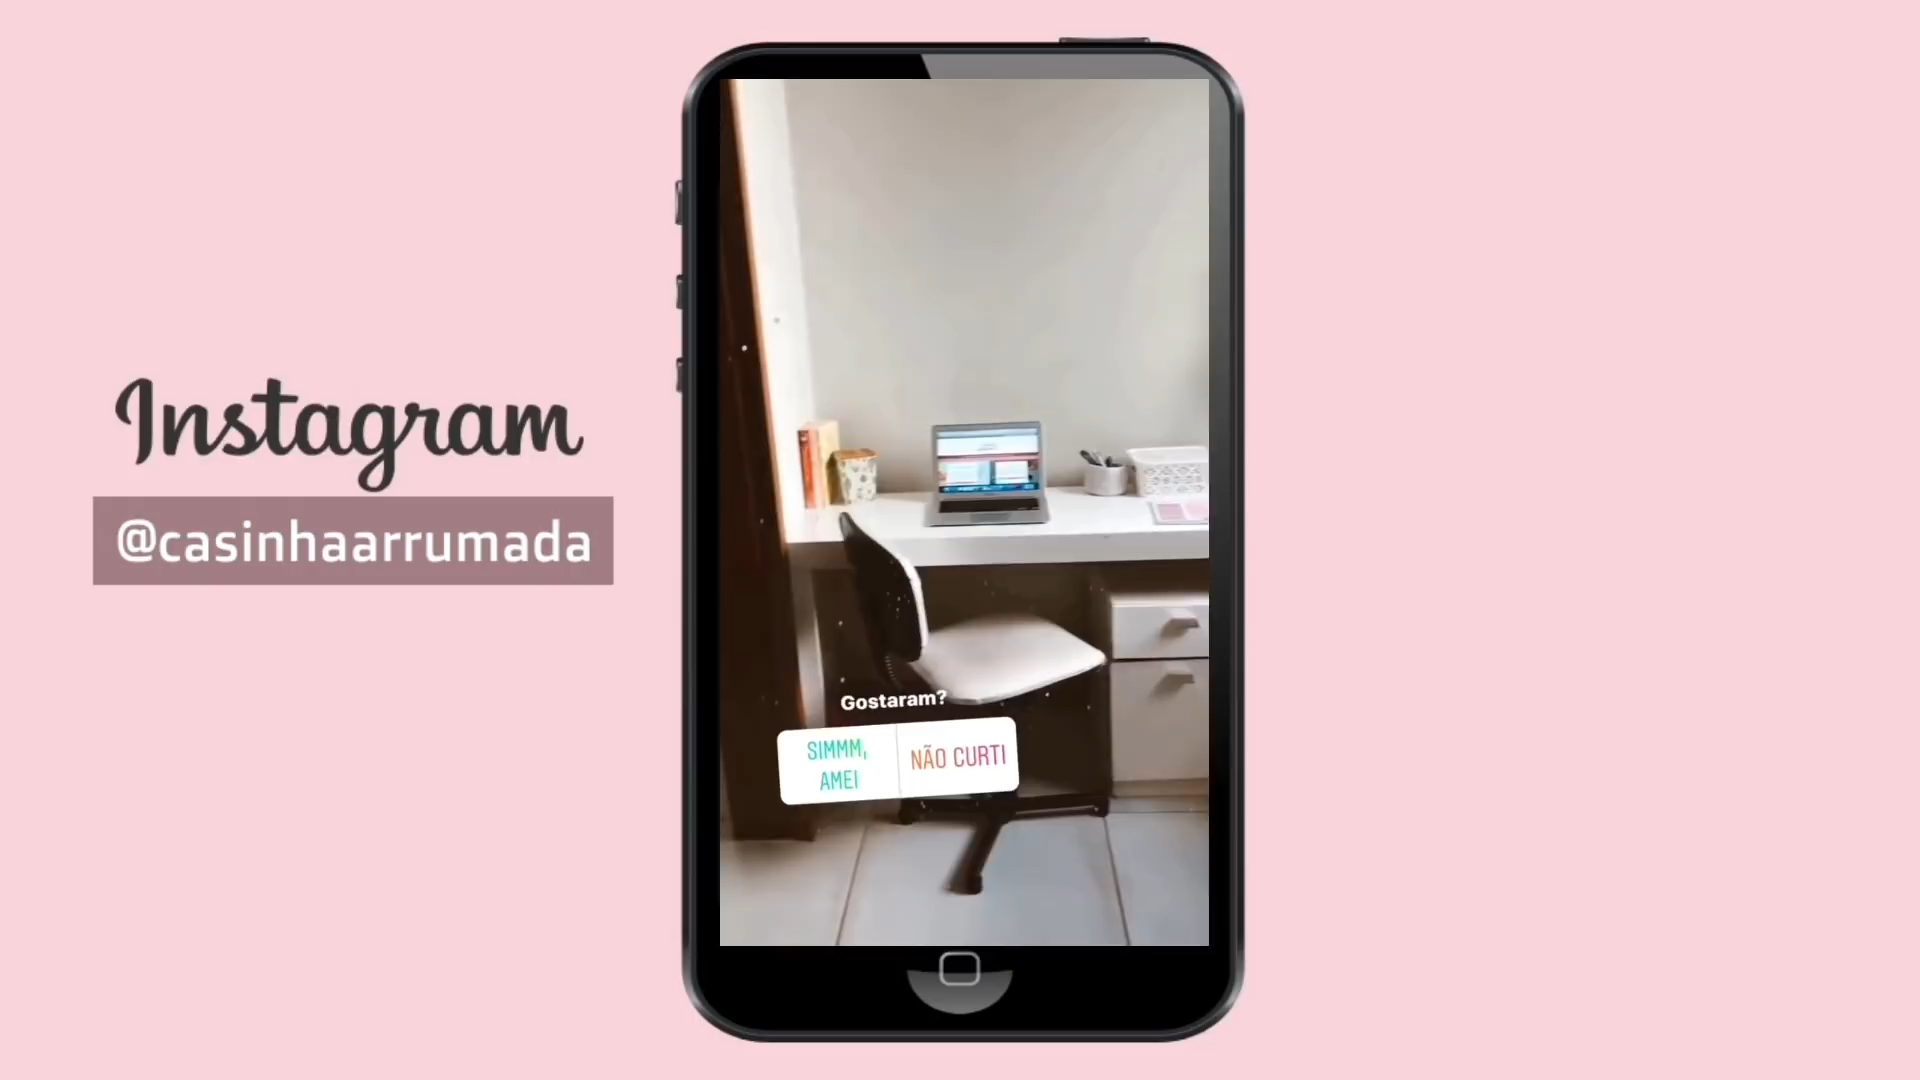 Instagram
@casinhaarrumada
Gostaram?
SIMMM,
AMEI
NÃO CURTI